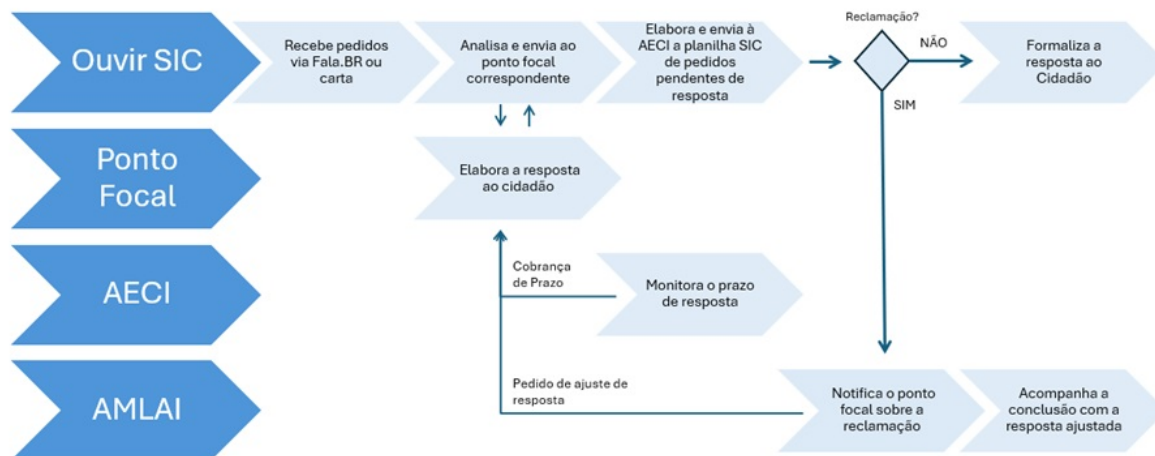 Ouvir SIC
Recebe pedidos
via Fala.BR ou
carta
Analisa e envia ao
ponto focal
correspondente
Elabora e envia à
AECI a planilha SIC
de pedidos
pendentes de
resposta
Reclamação?
NÃO
SIM
Formaliza a
resposta ao
Cidadão
Ponto
Focal
Elabora a resposta
ao cidadão
AECI
Cobrança
de Prazo
Monitora o prazo
de resposta
AMLAI
Pedido de ajuste de
resposta
Notifica o ponto
focal sobre a
reclamação
Acompanha a
conclusão com a
resposta ajustada